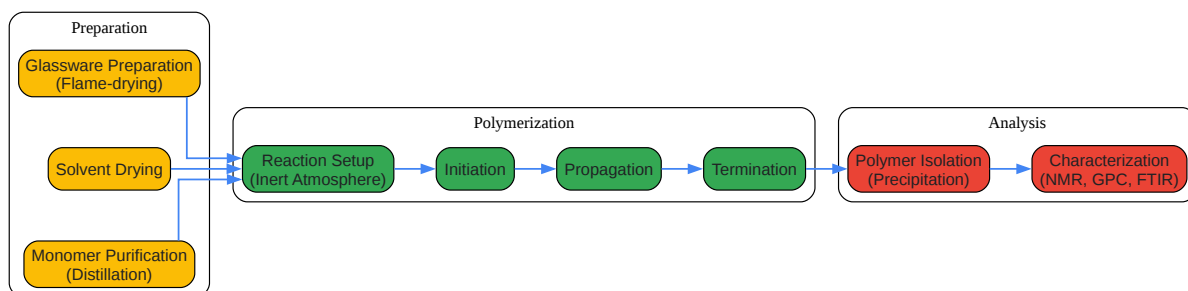 Preparation
Glassware Preparation
(Flame-drying)
Solvent Drying
Monomer Purification
(Distillation)
Polymerization
Reaction Setup
(Inert Atmosphere)
Initiation
Propagation
Termination
Analysis
Polymer Isolation
(Precipitation)
Characterization
(NMR, GPC, FTIR)